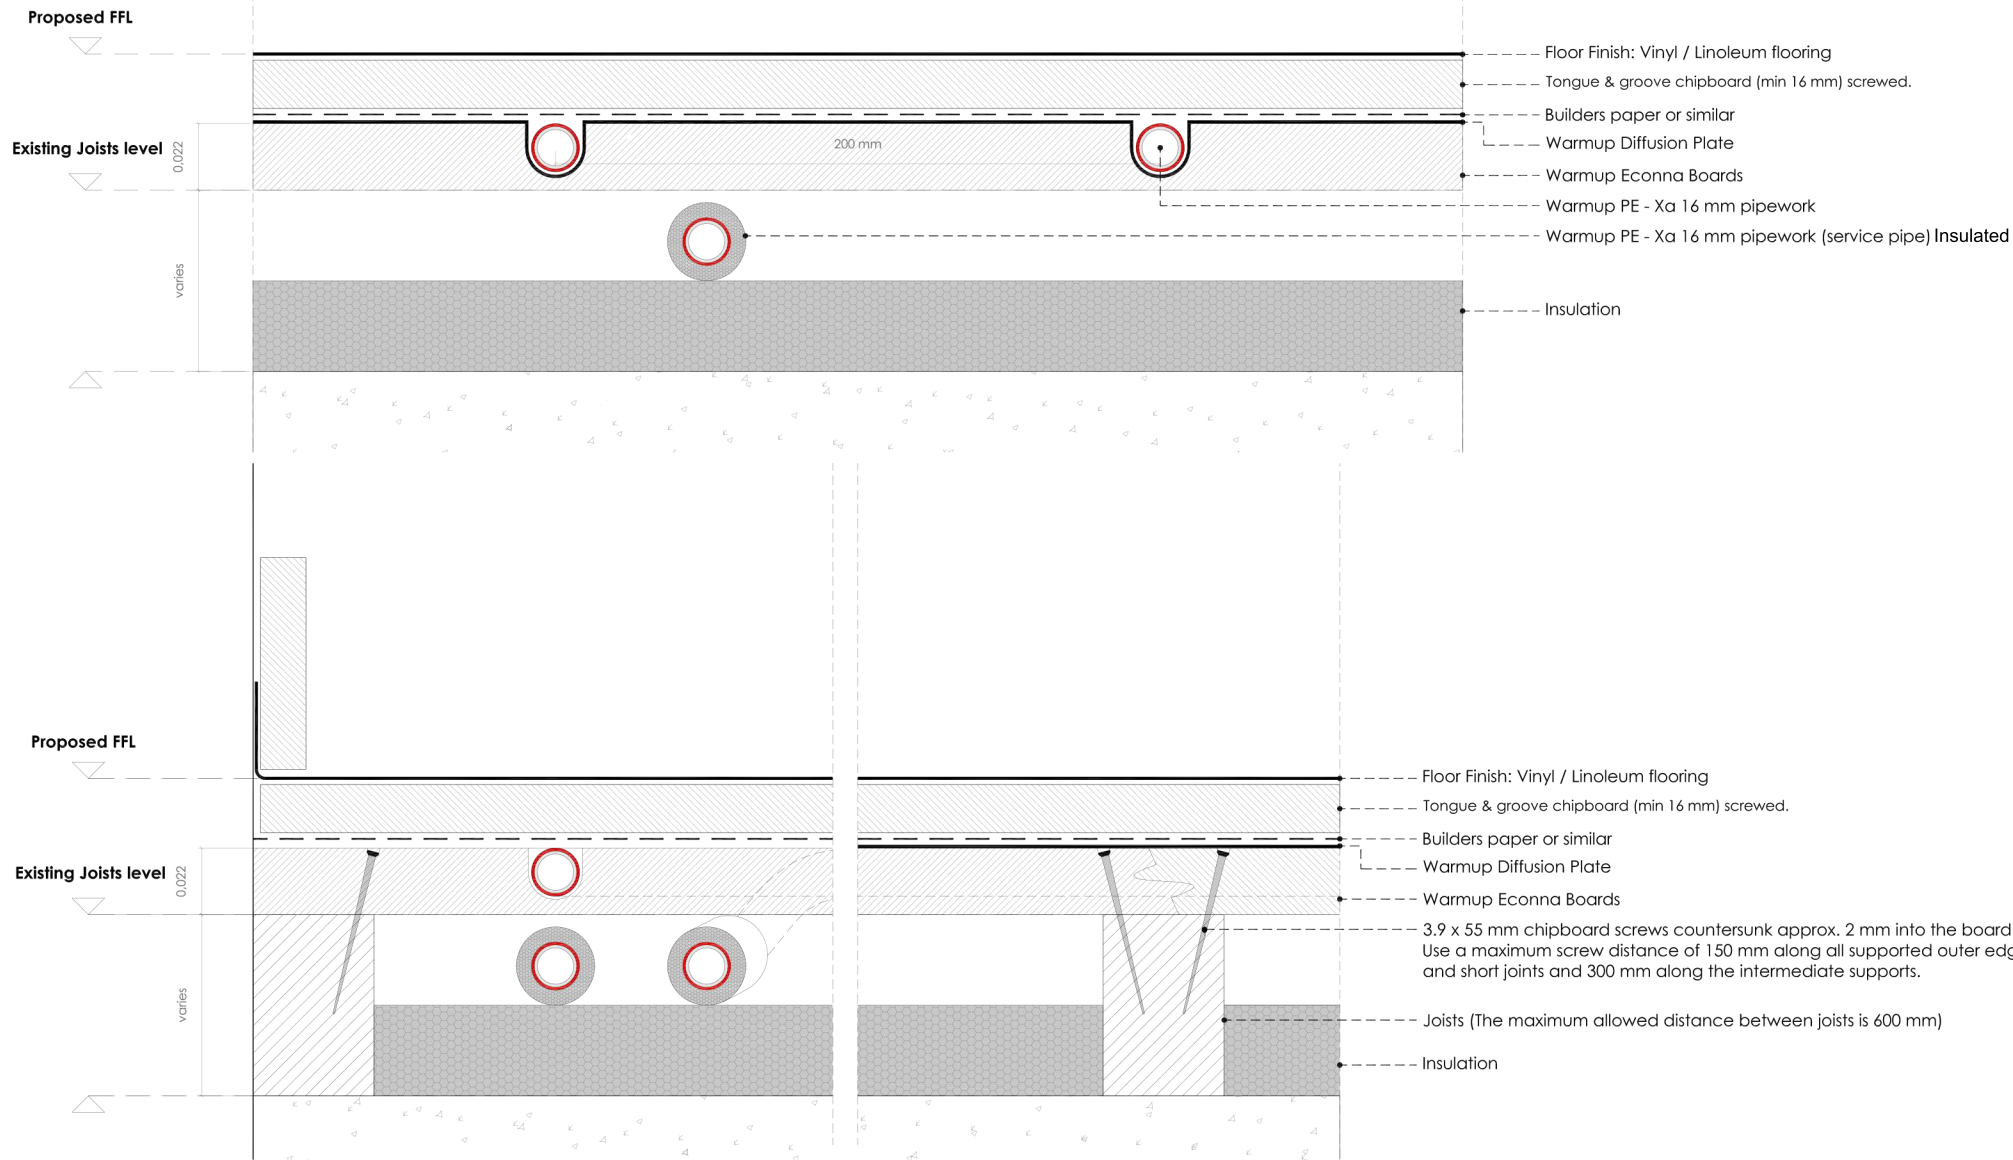 Proposed FFL
Floor Finish: Vinyl / Linoleum flooring
Tongue & groove chipboard (min 16 mm) screwed.
Builders paper or similar
Existing Joists level
0,022
200 mm
Warmup Diffusion Plate
Warmup Econna Boards
Warmup PE - Xa 16 mm pipework
Warmup PE - Xa 16 mm pipework (service pipe) Insulated
varies
Insulation
Proposed FFL
Floor Finish: Vinyl / Linoleum flooring
Tongue & groove chipboard (min 16 mm) screwed.
Builders paper or similar
Existing Joists level
0,022
Warmup Diffusion Plate
Warmup Econna Boards
3.9 x 55 mm chipboard screws countersunk approx. 2 mm into the board
Use a maximum screw distance of 150 mm along all supported outer edg
and short joints and 300 mm along the intermediate supports.
varies
Joists (The maximum allowed distance between joists is 600 mm)
Insulation